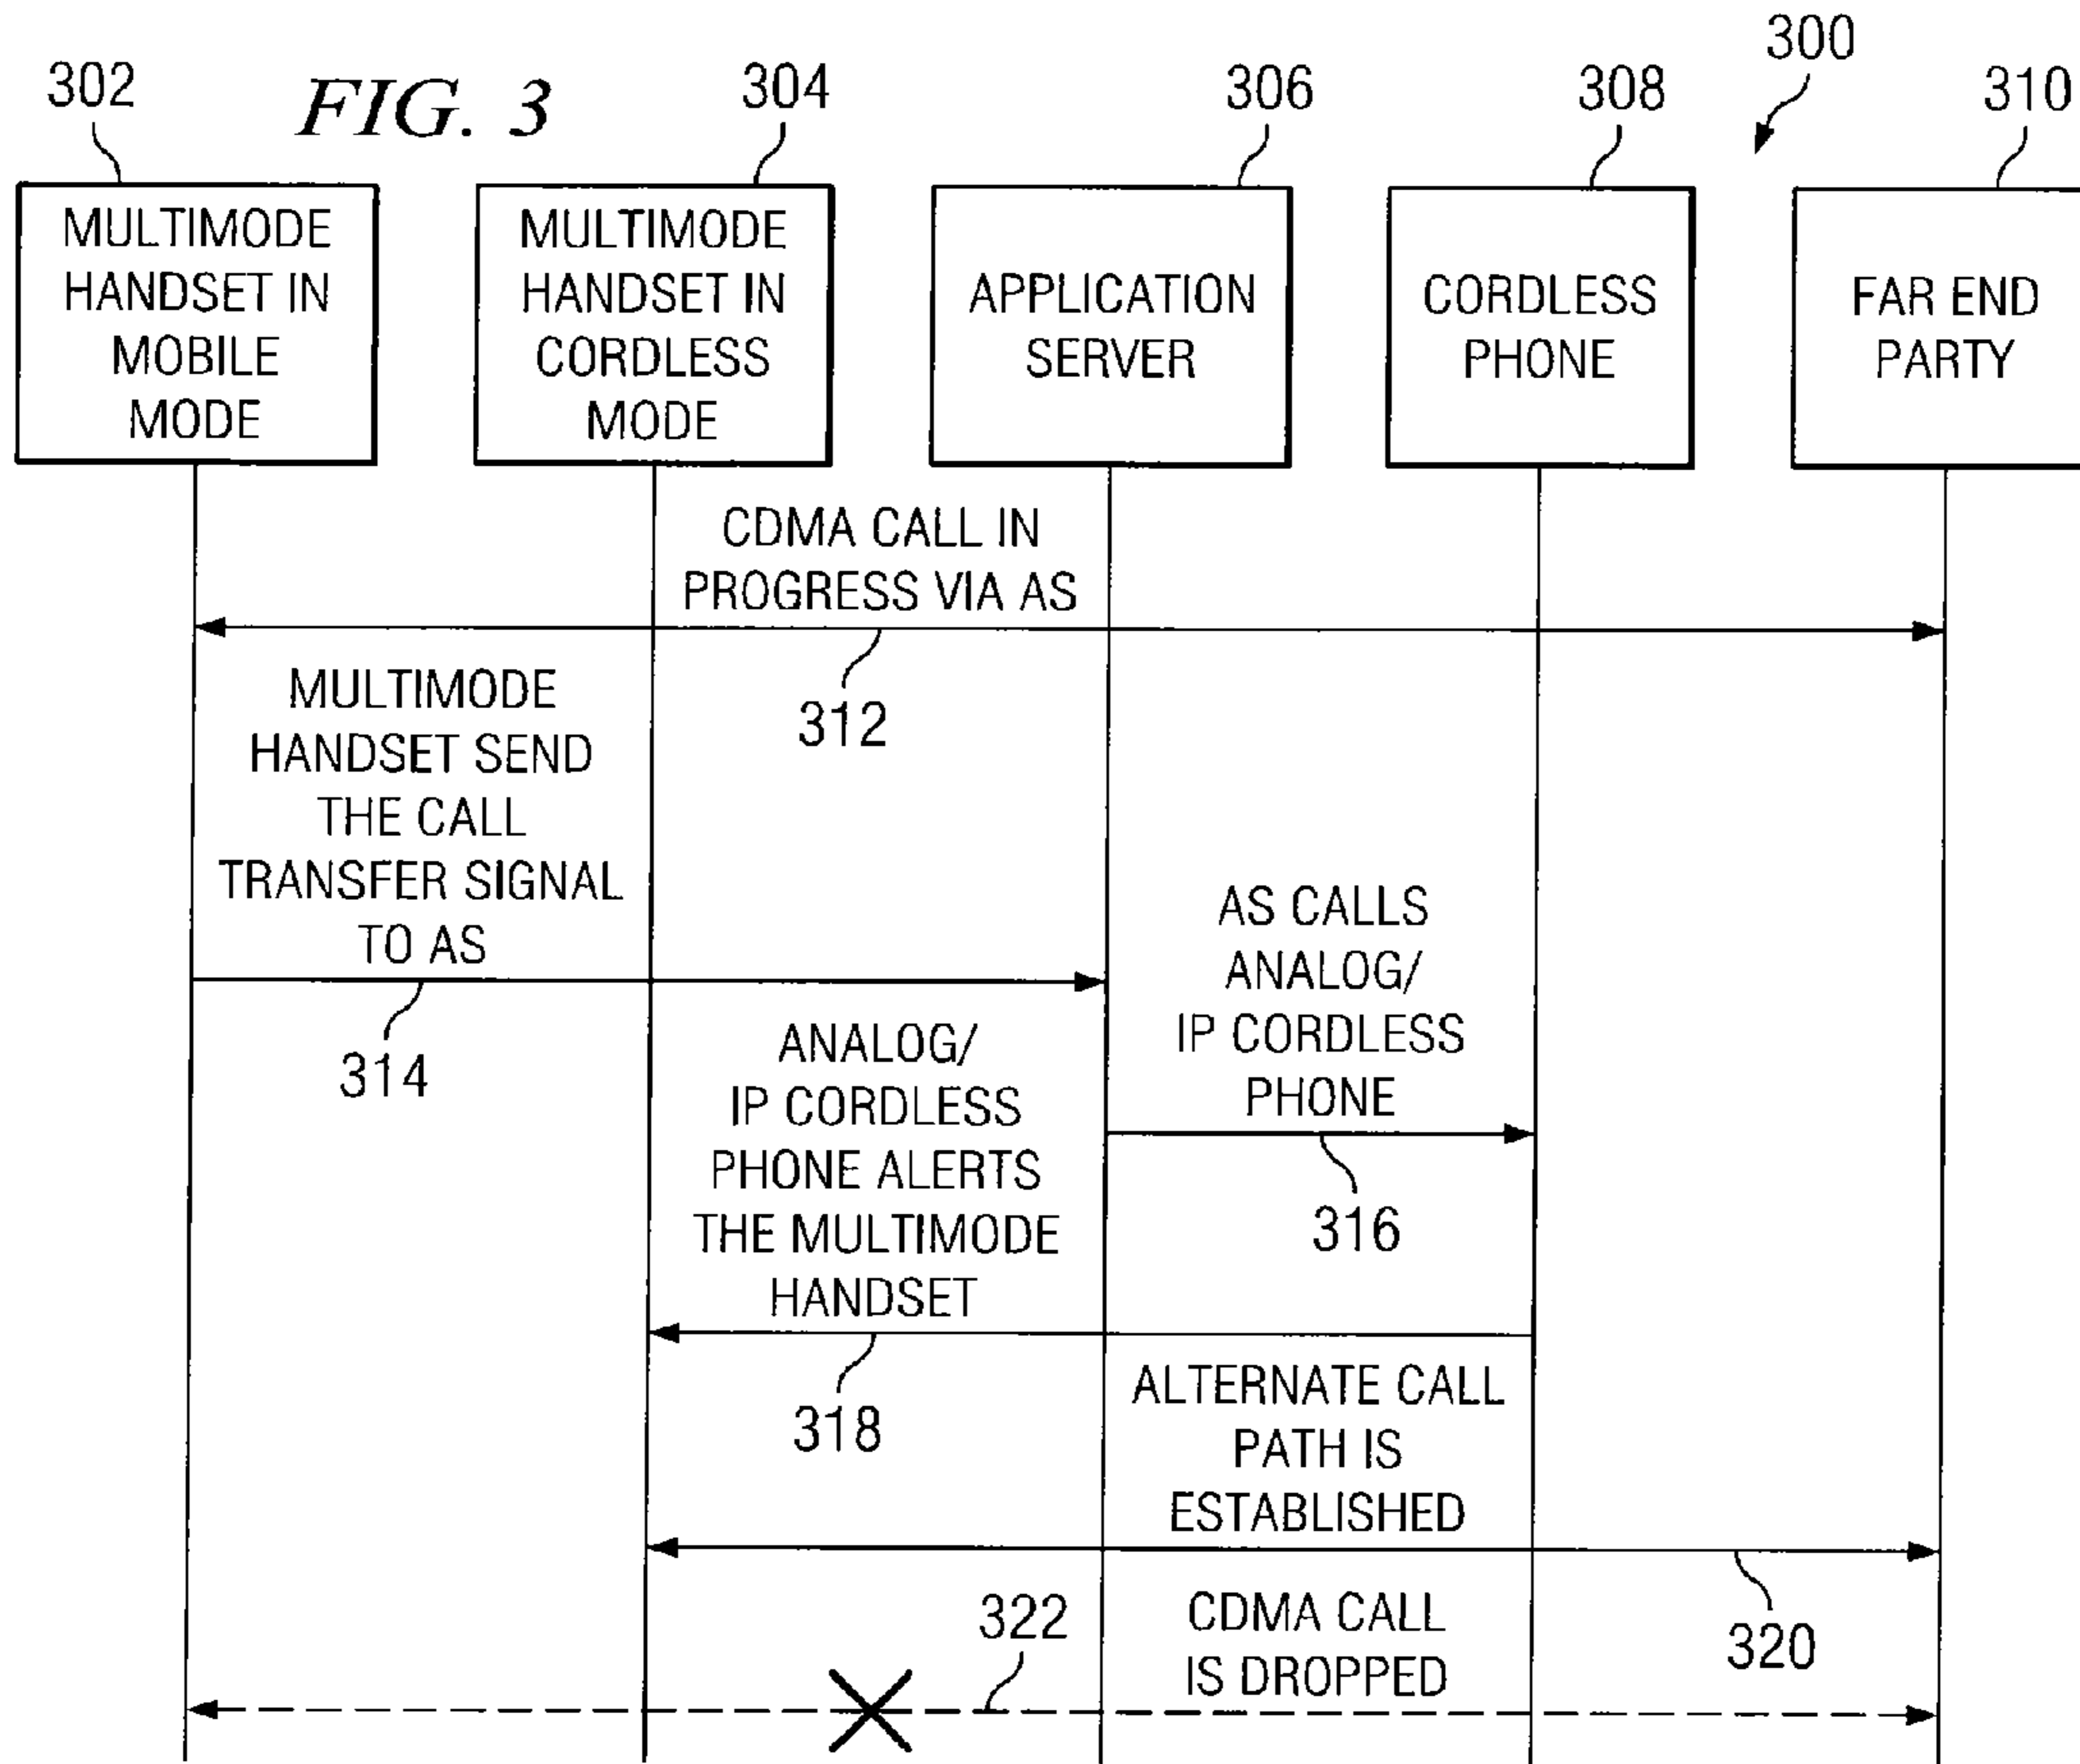 300
302
FIG. 3
304
306
308
310
MULTIMODE
HANDSET IN
MOBILE
MODE
MULTIMODE
HANDSET IN
CORDLESS
MODE
APPLICATION
SERVER
CORDLESS
PHONE
FAR END
PARTY
CDMA CALL IN
PROGRESS VIA AS
312
MULTIMODE
HANDSET SEND
THE CALL
TRANSFER SIGNAL
TO AS
314
AS CALLS
ANALOG/
IP CORDLESS
PHONE
316
ANALOG/
IP CORDLESS
PHONE ALERTS
THE MULTIMODE
HANDSET
318
ALTERNATE CALL
PATH IS
ESTABLISHED
320
322
CDMA CALL
IS DROPPED